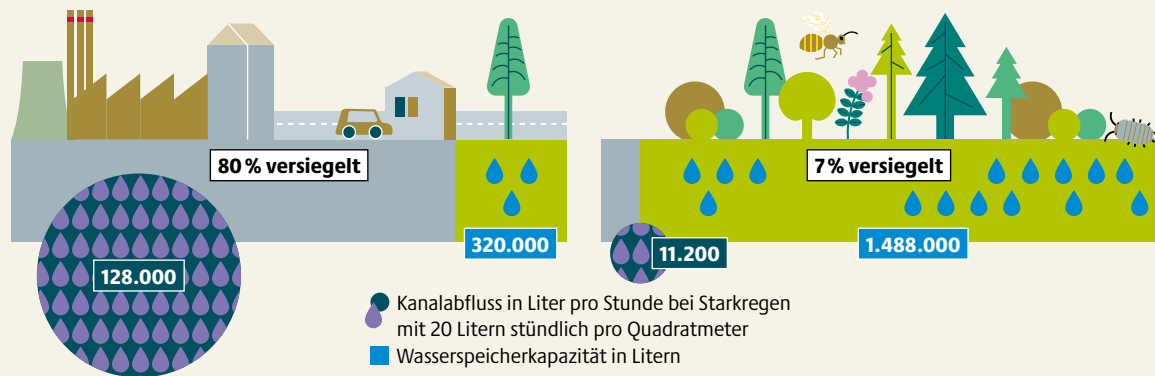 80 % versiegelt
7 % versiegelt
320.000
1.488.000
11.200
128.000
Kanalabfluss in Liter pro Stunde bei Starkregen
mit 20 Litern stündlich pro Quadratmeter
Wasserspeicherkapazität in Litern